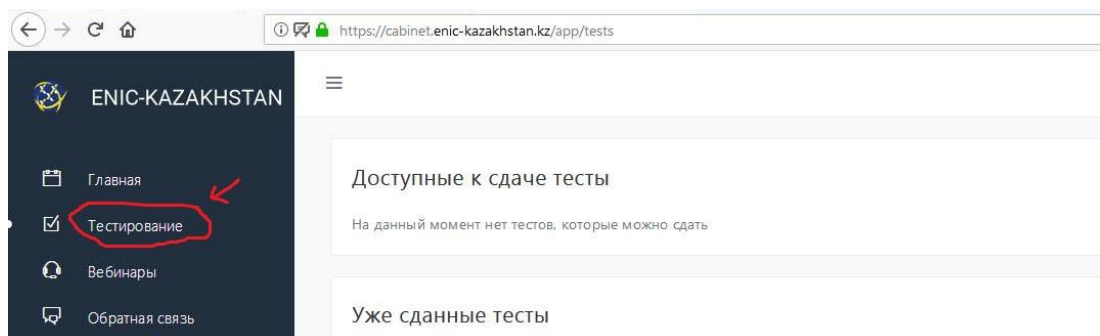 https://cabinet.enic-kazakhstan.kz/app/tests
ENIC-KAZAKHSTAN
Главная
Тестирование
Вебинары
Обратная связь
Доступные к сдаче тесты
На данный момент нет тестов, которые можно сдать
Уже сданные тесты